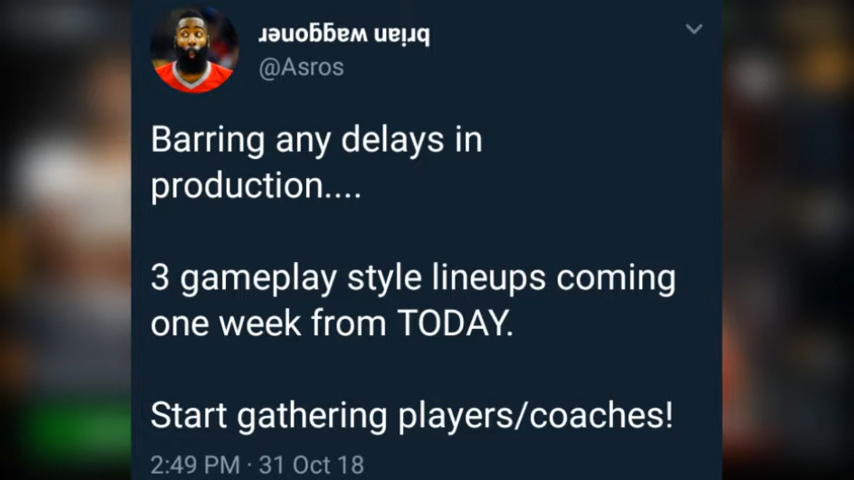 brian waggoner
@Asros
Barring any delays in
production....
3 gameplay style lineups coming
one week from TODAY.
Start gathering players/coaches!
2:49 PM · 31 Oct 18